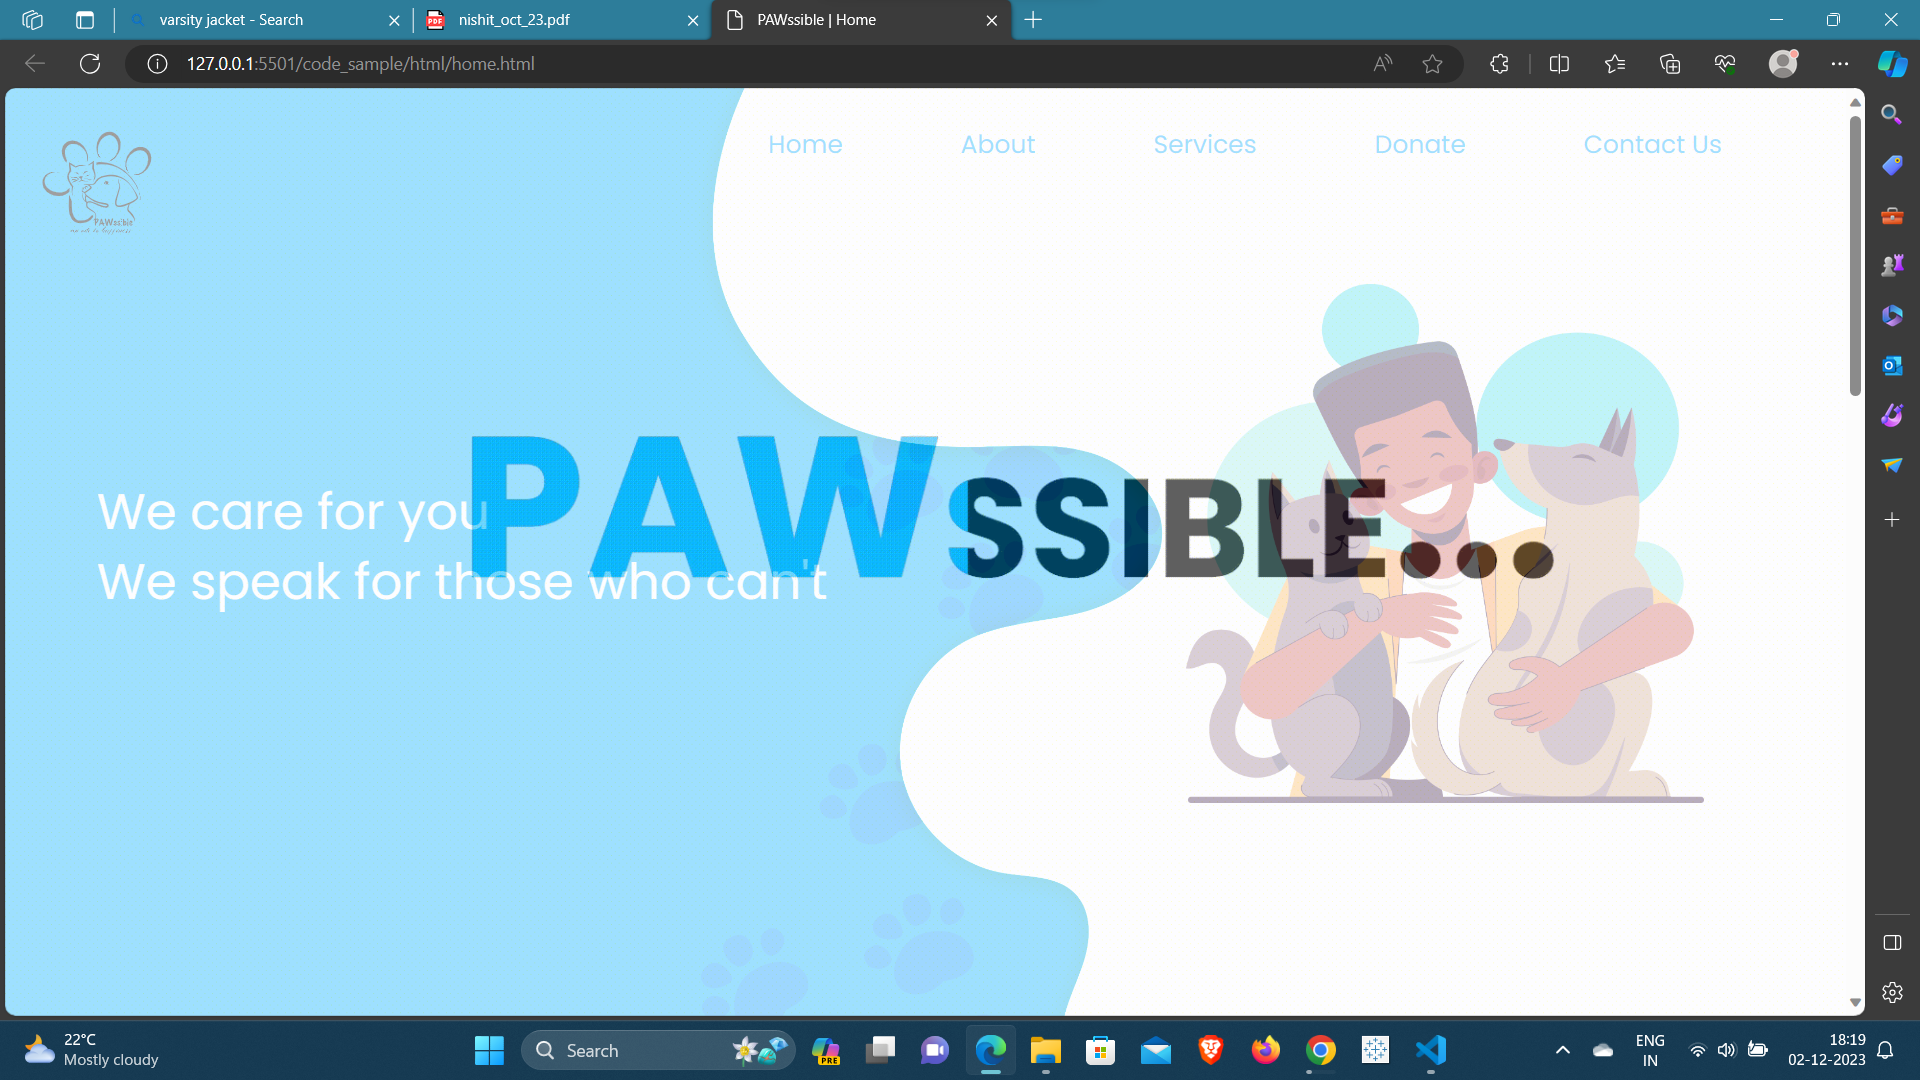 varsity jacket - Search
nishit_oct_23.pdf
PAWssible | Home
127.0.0.1:5501/code_sample/html/home.html
Home
About
Services
Donate
Contact Us
PAWssible
PAWSSIBLE...
We care for you
We speak for those who can't
22°C
Mostly cloudy
Search
PRE
ENG
IN
18:19
02-12-2023